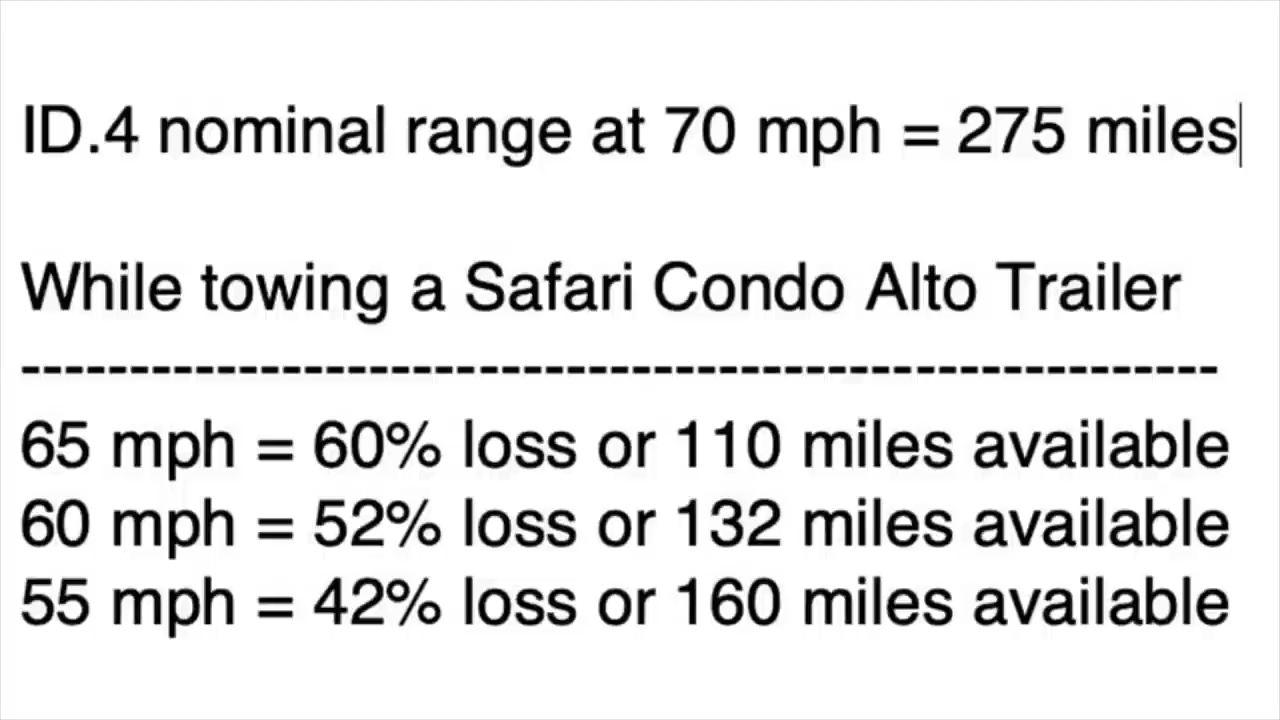 ID.4 nominal range at 70 mph = 275 miles
While towing a Safari Condo Alto Trailer
-------------------------------------------------------
65 mph = 60% loss or 110 miles available
60 mph = 52% loss or 132 miles available
55 mph = 42% loss or 160 miles available